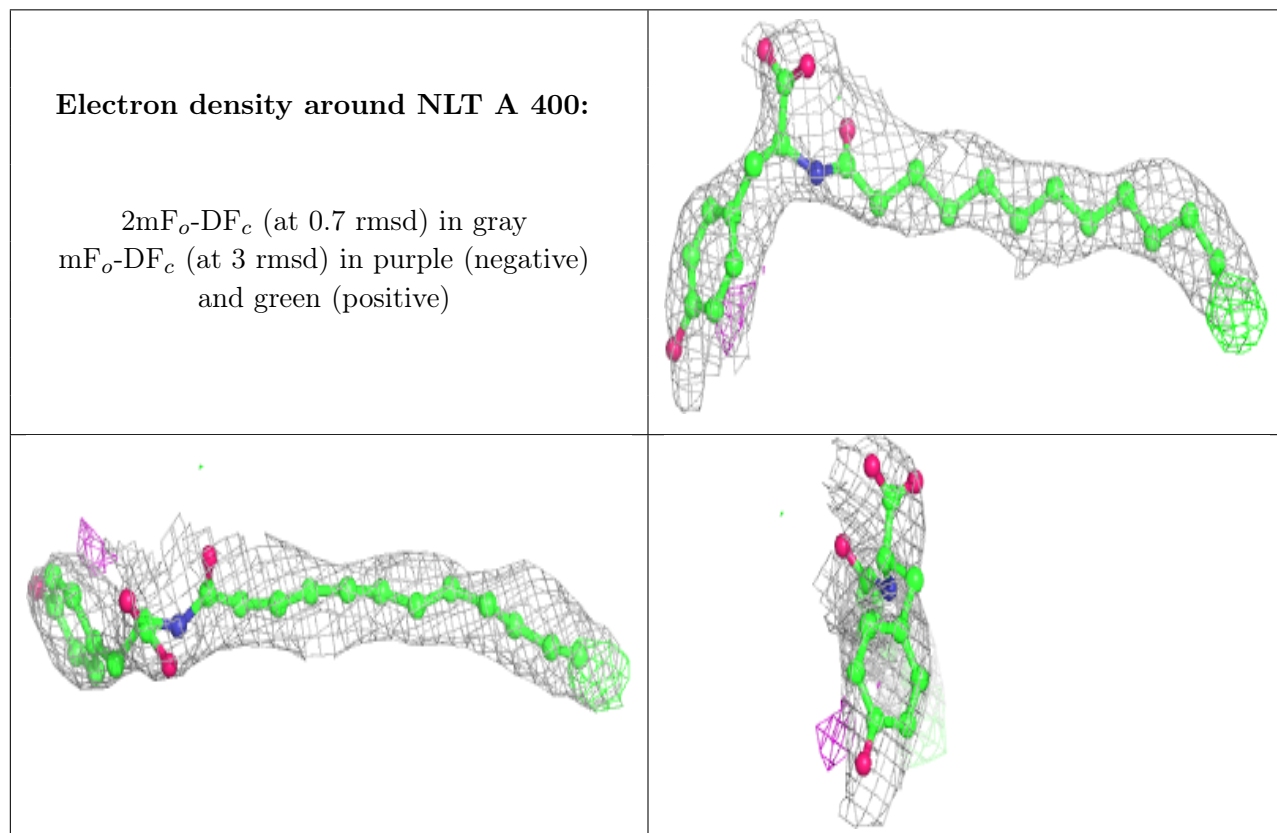 Electron density around NLT A 400:
2mFo-DFc (at 0.7 rmsd) in gray
mFo-DFc (at 3 rmsd) in purple (negative)
and green (positive)